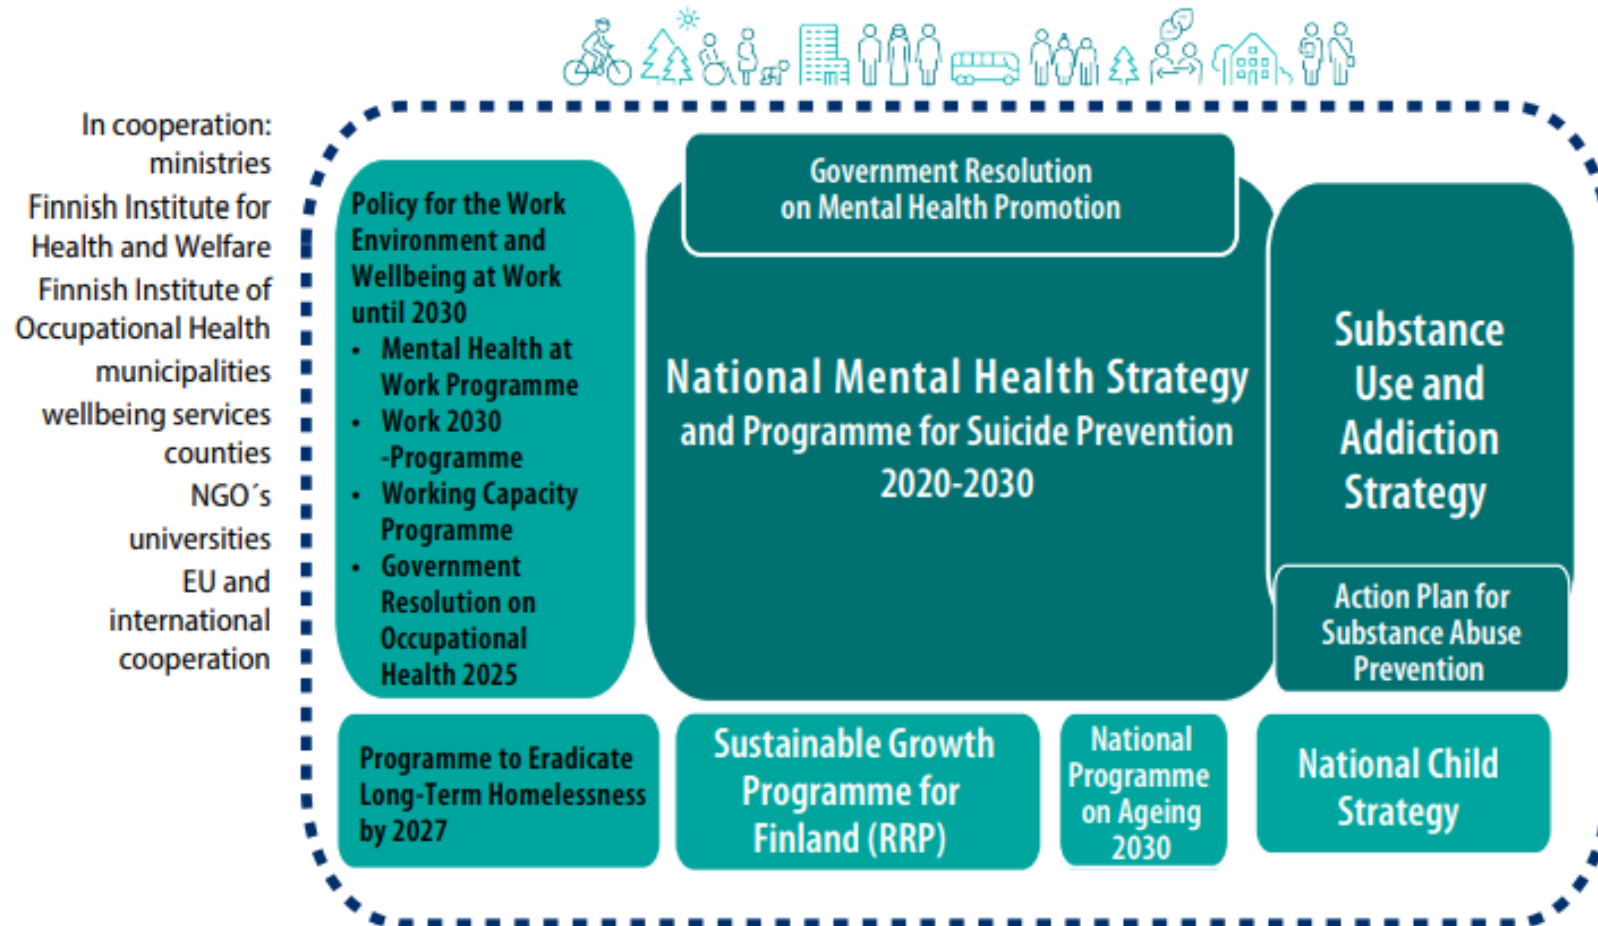 In cooperation:
ministries
Finnish Institute for
Health and Welfare
Finnish Institute of
Occupational Health
municipalities
wellbeing services
counties
NGO´s
universities
EU and
international
cooperation
Policy for the Work
Environment and
Wellbeing at Work
until 2030
• Mental Health at
Work Programme
• Work 2030
-Programme
• Working Capacity
Programme
• Government
Resolution on
Occupational
Health 2025
Government Resolution
on Mental Health Promotion
National Mental Health Strategy
and Programme for Suicide Prevention
2020-2030
Substance
Use and
Addiction
Strategy
Action Plan for
Substance Abuse
Prevention
Programme to Eradicate
Long-Term Homelessness
by 2027
Sustainable Growth
Programme for
Finland (RRP)
National
Programme
on Ageing
2030
National Child
Strategy